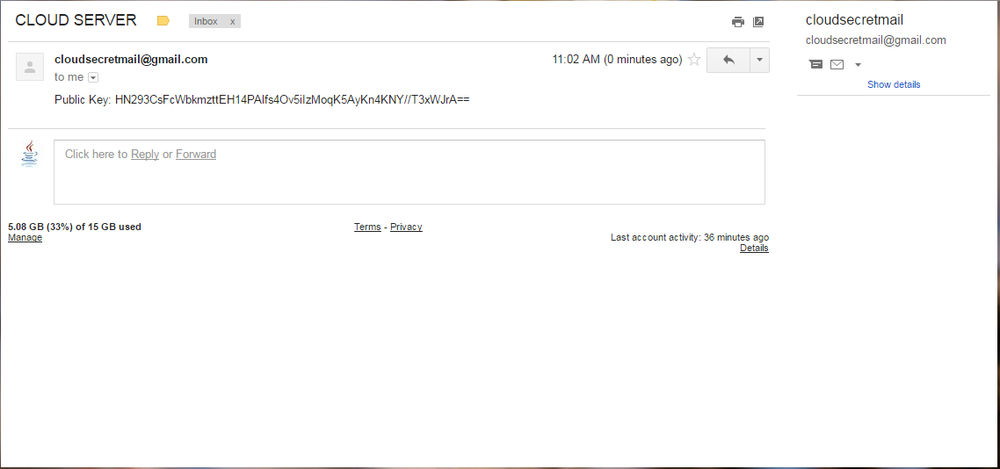 CLOUD SERVER
Inbox x
cloudsecretmail@gmail.com
11:02 AM (0 minutes ago)
to me
Public Key: HN293CsFcWbkmzttEH14PAlfs4Ov5iIzMoqK5AyKn4KNY//T3xWJrA==
Click here to Reply or Forward
5.08 GB (33%) of 15 GB used
Manage
Terms - Privacy
Last account activity: 36 minutes ago
Details
cloudsecretmail
cloudsecretmail@gmail.com
Show details